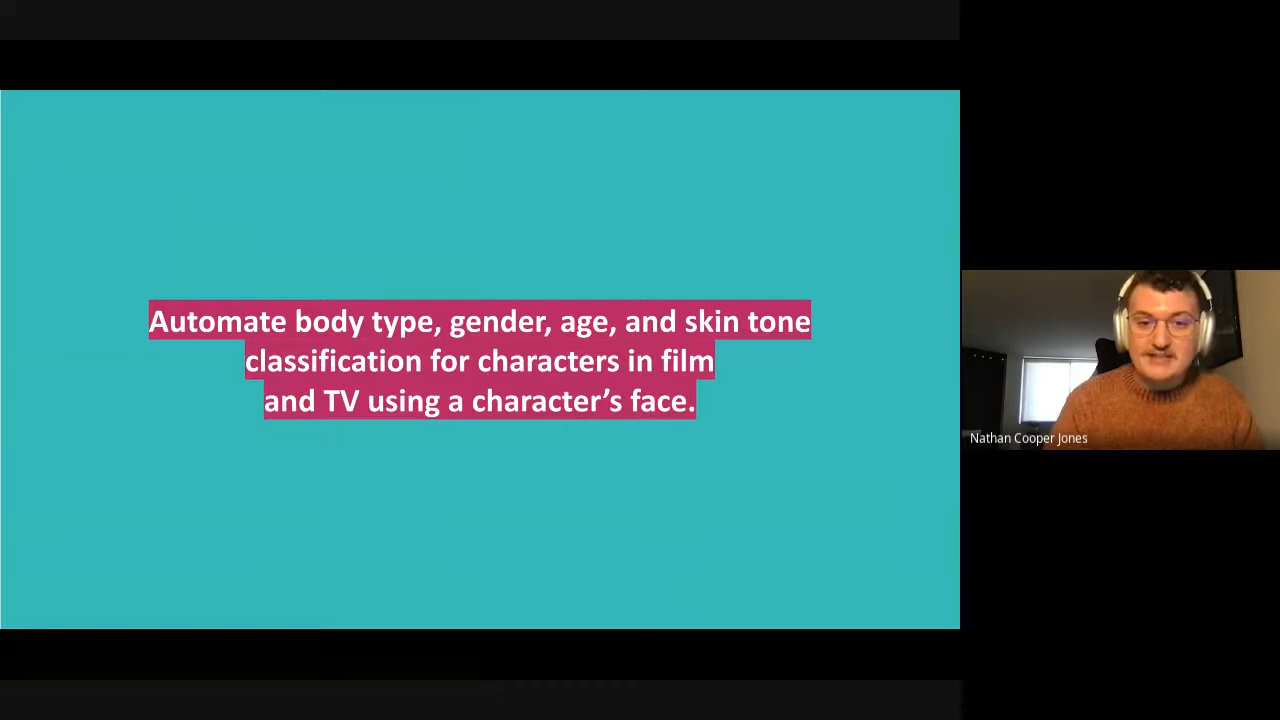 Automate body type, gender, age, and skin tone
classification for characters in film
and TV using a character’s face.
Nathan Cooper Jones